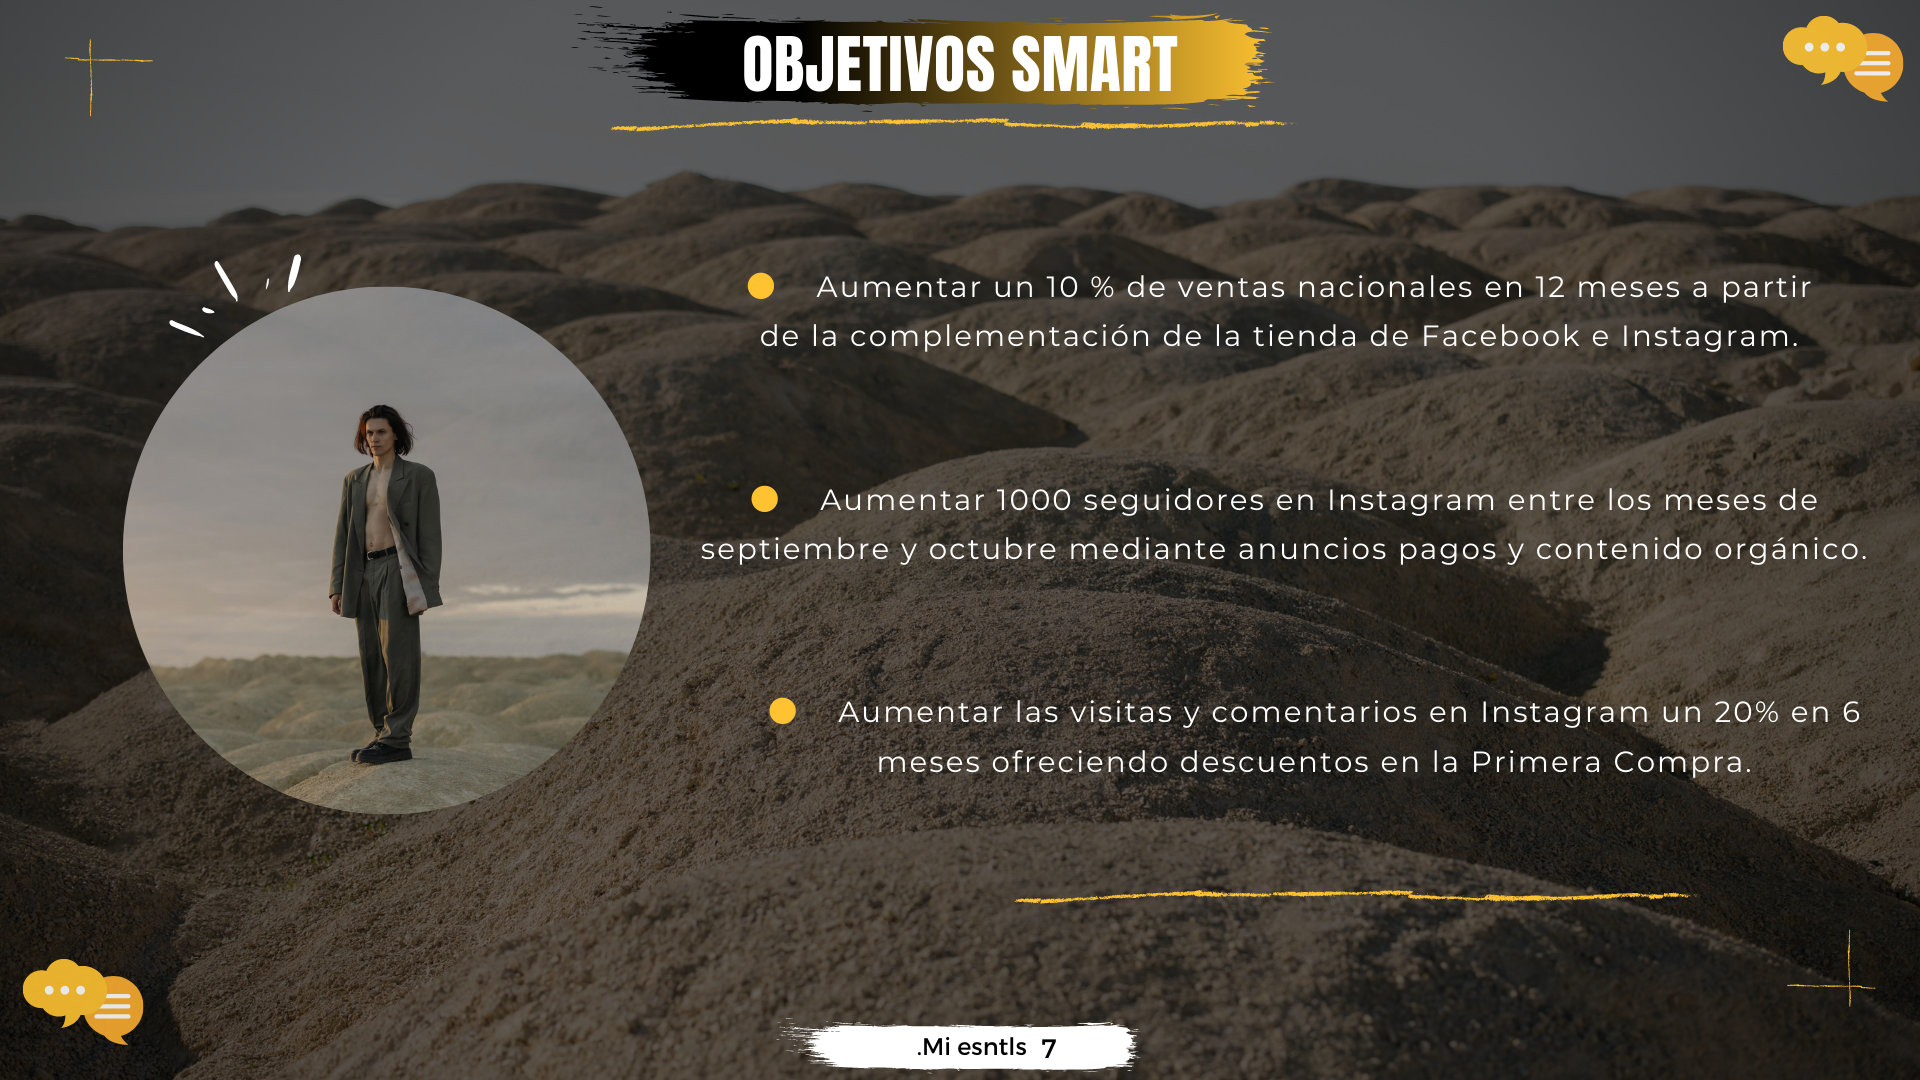 OBJETIVOS SMART
Aumentar un 10 % de ventas nacionales en 12 meses a partir
de la complementación de la tienda de Facebook e Instagram.
Aumentar 1000 seguidores en Instagram entre los meses de
septiembre y octubre mediante anuncios pagos y contenido orgánico.
Aumentar las visitas y comentarios en Instagram un 20% en 6
meses ofreciendo descuentos en la Primera Compra.
.Mi esntls 7